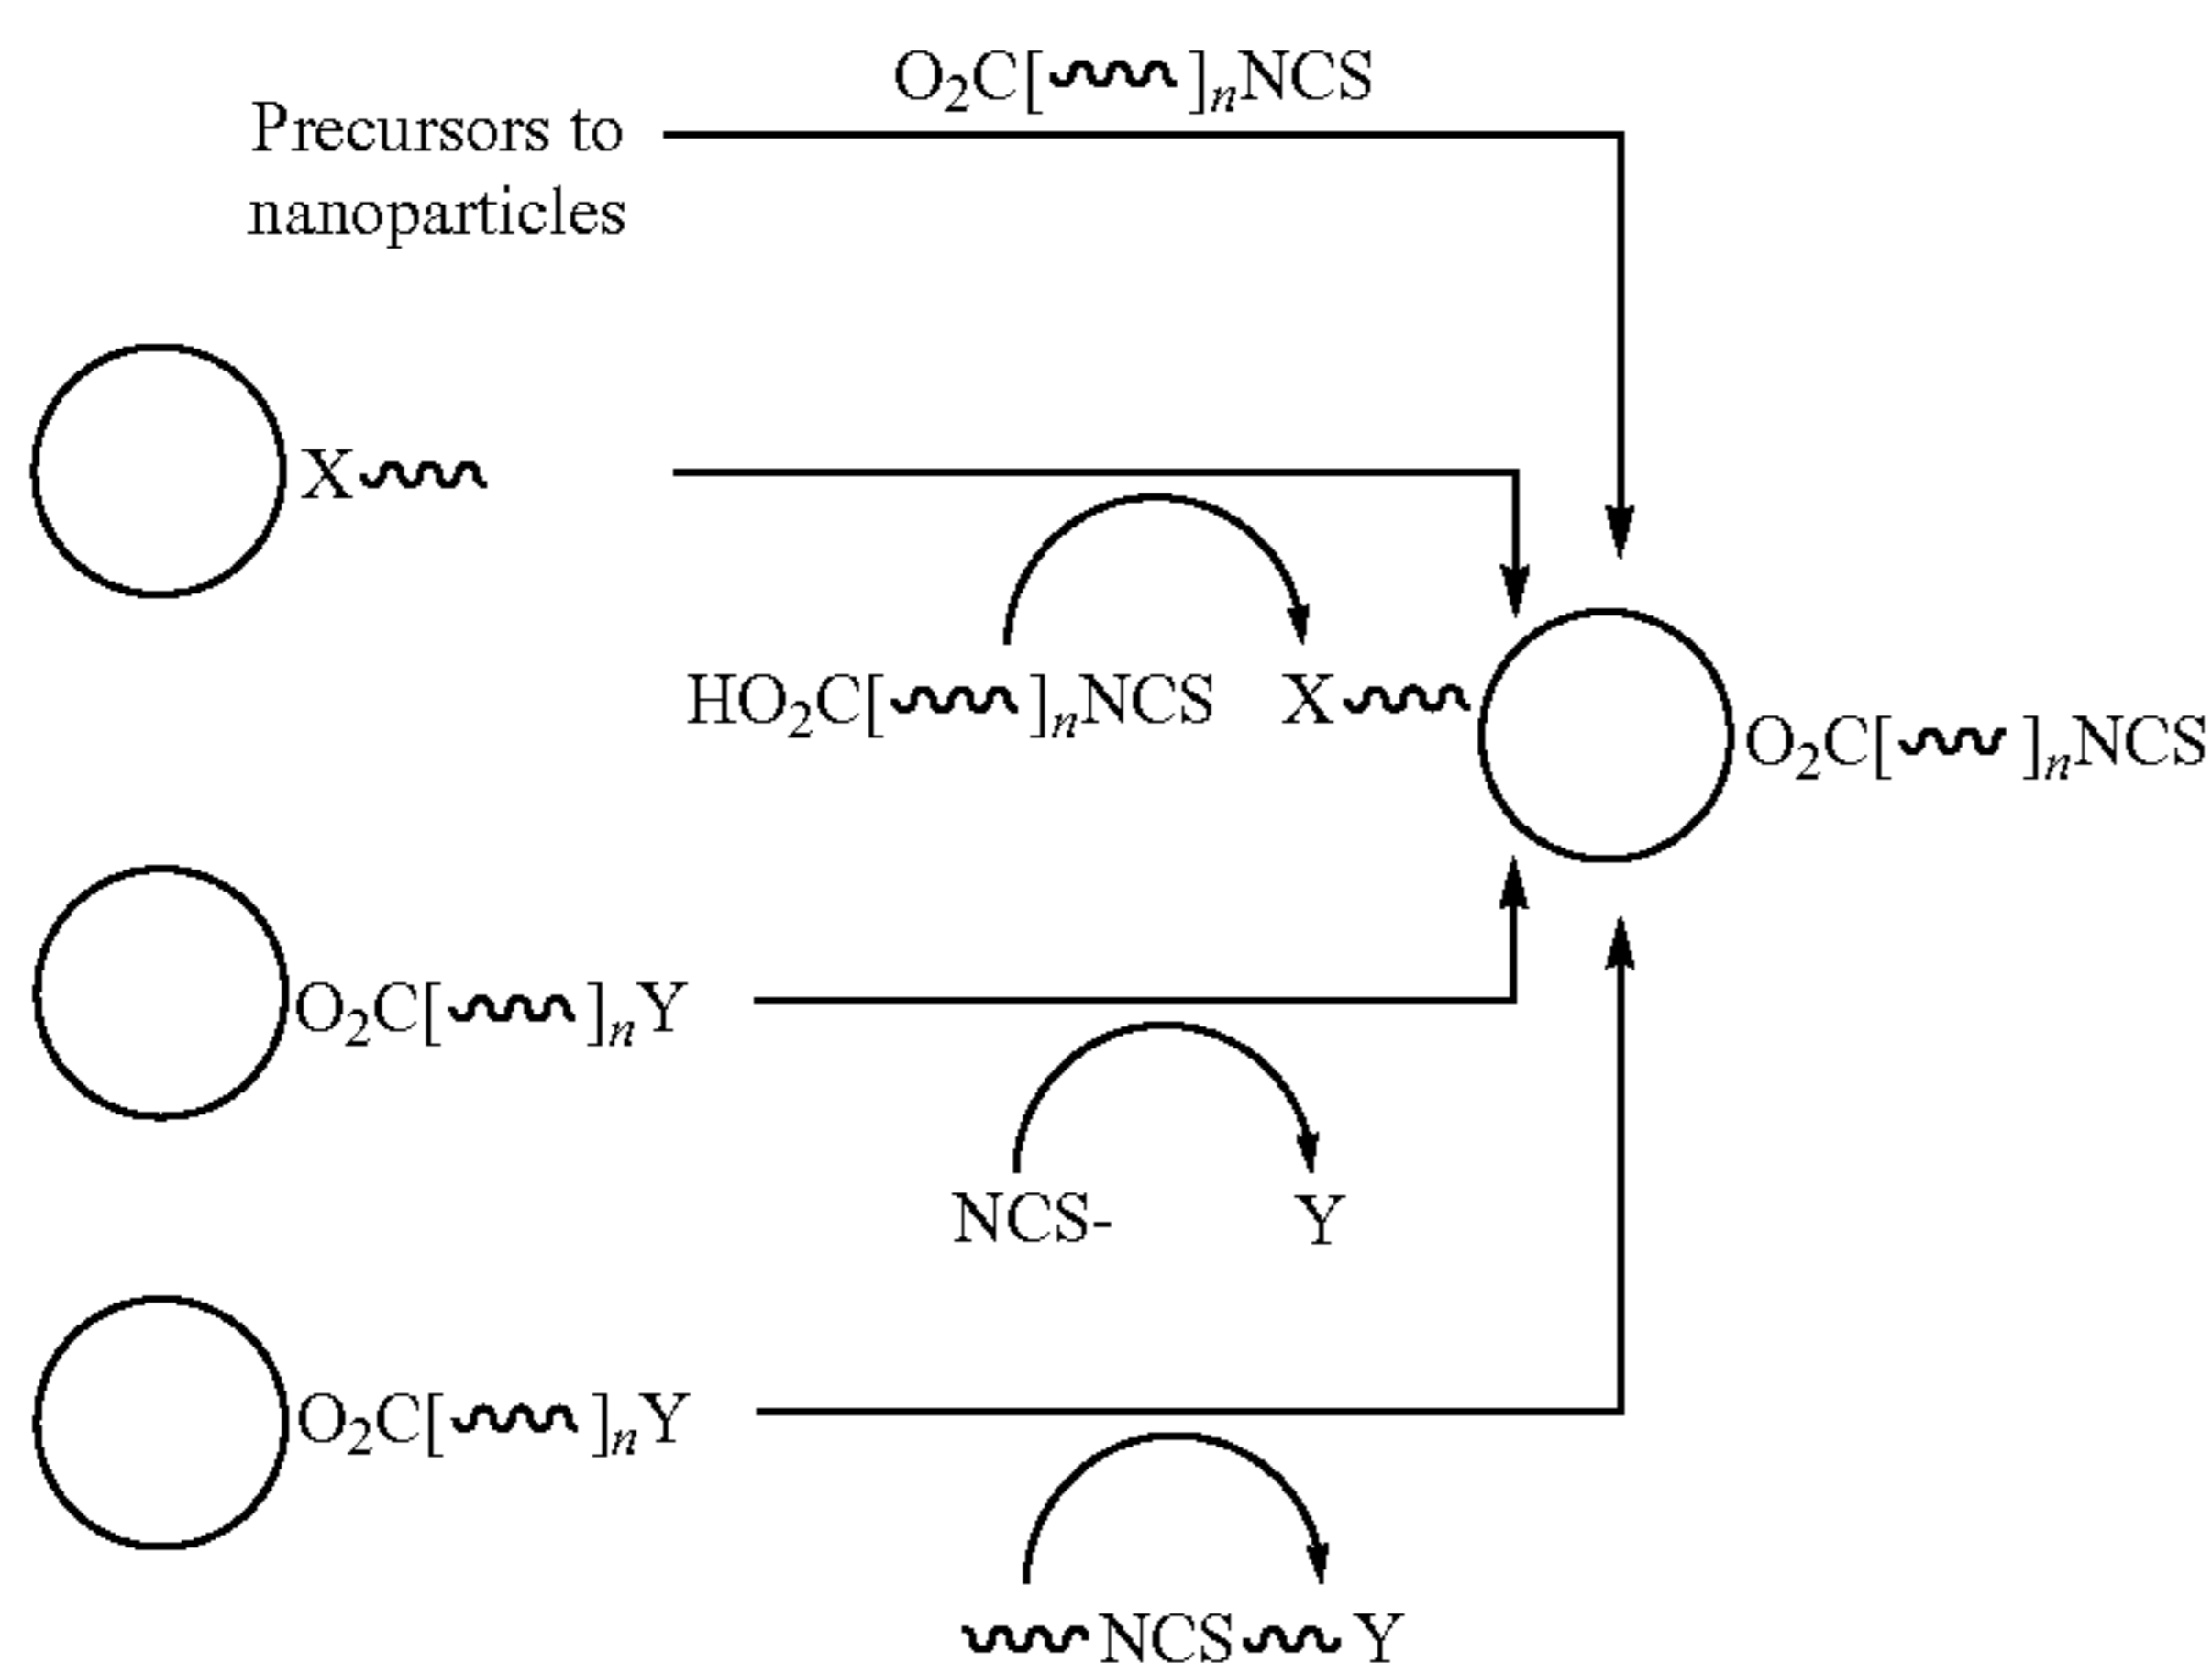 O₂C[ ]ₙNCS
Precursors to
nanoparticles
X
HO₂C[ ]ₙNCS X
O₂C[ ]ₙNCS
O₂C[ ]ₙY
NCS- Y
O₂C[ ]ₙY
NCS Y